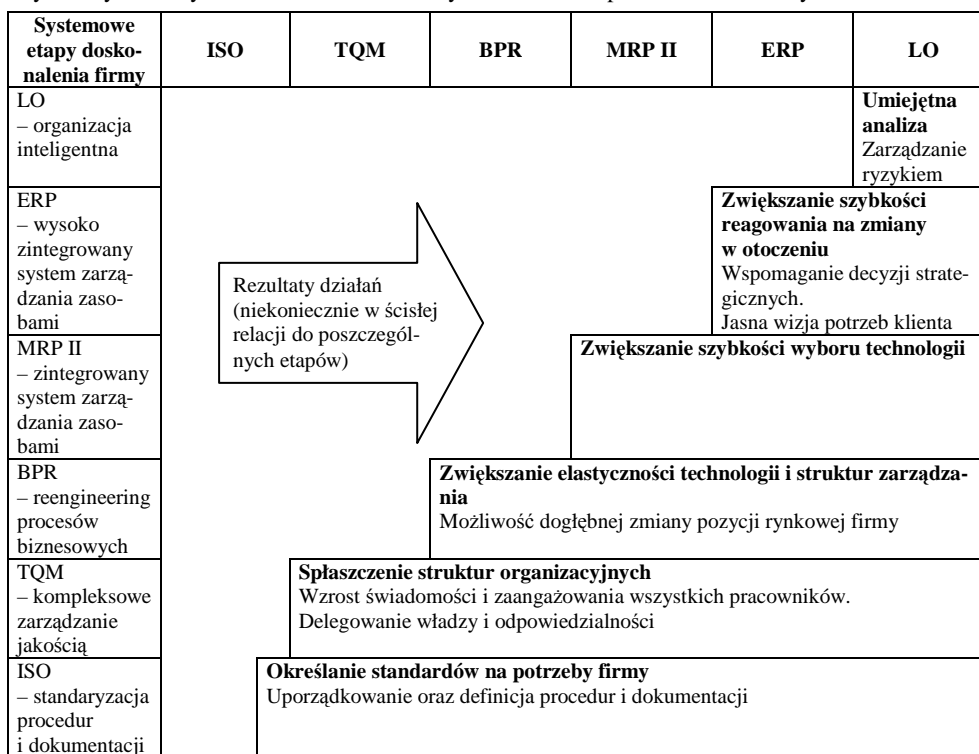 Systemowe
etapy dosko-
nalenia firmy
ISO
TQM
BPR
MRP II
ERP
LO
LO
– organizacja
inteligentna
Umiejętna
analiza
Zarządzanie
ryzykiem
ERP
– wysoko
zintegrowany
system zarzą-
dzania zaso-
bami
Zwiększanie szybkości
reagowania na zmiany
w otoczeniu
Wspomaganie decyzji strate-
gicznych.
Jasna wizja potrzeb klienta
Rezultaty działań
(niekoniecznie w ścisłej
relacji do poszczegól-
nych etapów)
MRP II
– zintegrowany
system zarzą-
dzania zaso-
bami
Zwiększanie szybkości wyboru technologii
BPR
– reengineering
procesów
biznesowych
Zwiększanie elastyczności technologii i struktur zarządza-
nia
Możliwość dogłębnej zmiany pozycji rynkowej firmy
TQM
– kompleksowe
zarządzanie
jakością
Spłaszczenie struktur organizacyjnych
Wzrost świadomości i zaangażowania wszystkich pracowników.
Delegowanie władzy i odpowiedzialności
ISO
– standaryzacja
procedur
i dokumentacji
Określanie standardów na potrzeby firmy
Uporządkowanie oraz definicja procedur i dokumentacji